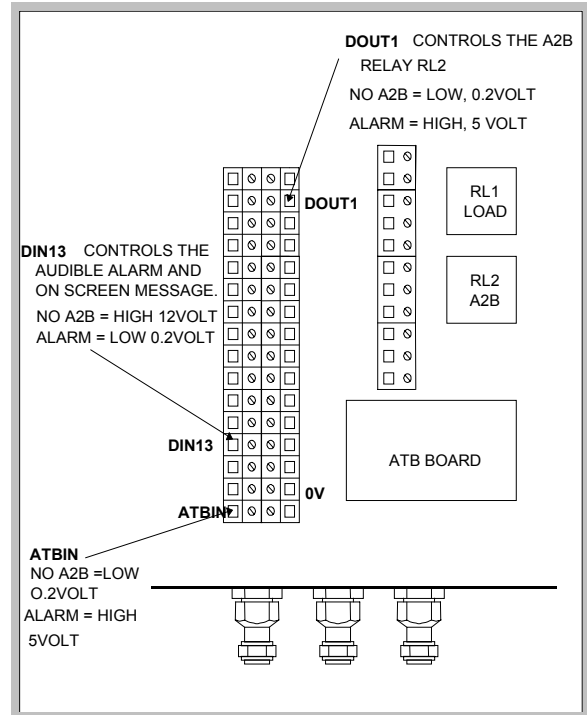 DOUT1 CONTROLS THE A2B
RELAY RL2
NO A2B = LOW, 0.2VOLT
ALARM = HIGH, 5 VOLT
DOUT1
RL1
LOAD
DIN13 CONTROLS THE
AUDIBLE ALARM AND
ON SCREEN MESSAGE.
NO A2B = HIGH 12VOLT
ALARM = LOW 0.2VOLT
RL2
A2B
DIN13
ATB BOARD
0V
ATBIN
ATBIN
NO A2B =LOW
O.2VOLT
ALARM = HIGH
5VOLT